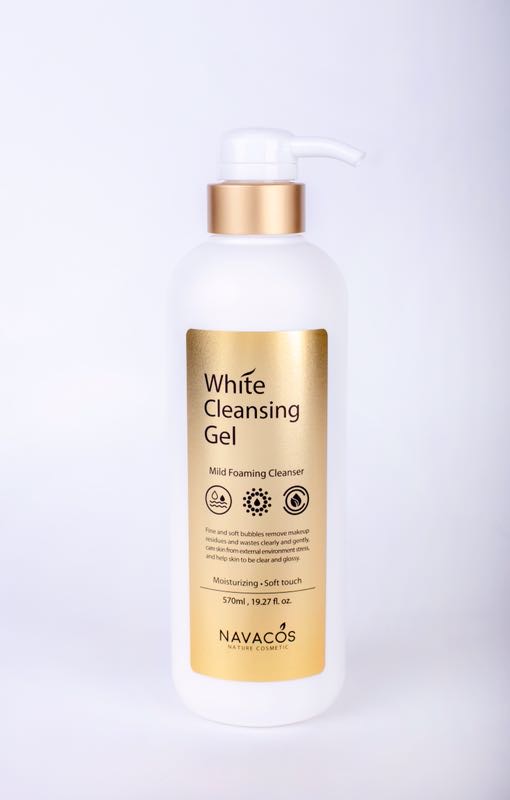 White
Cleansing
Gel
Mild Foaming Cleanser
Fine and soft bubbles remove makeup
residues and wastes clearly and gently,
care skin from external environment stress,
and help skin to be clear and glossy.
Moisturizing • Soft touch
570ml , 19.27 fl. oz.
NAVACOS
NATURE COSMETIC